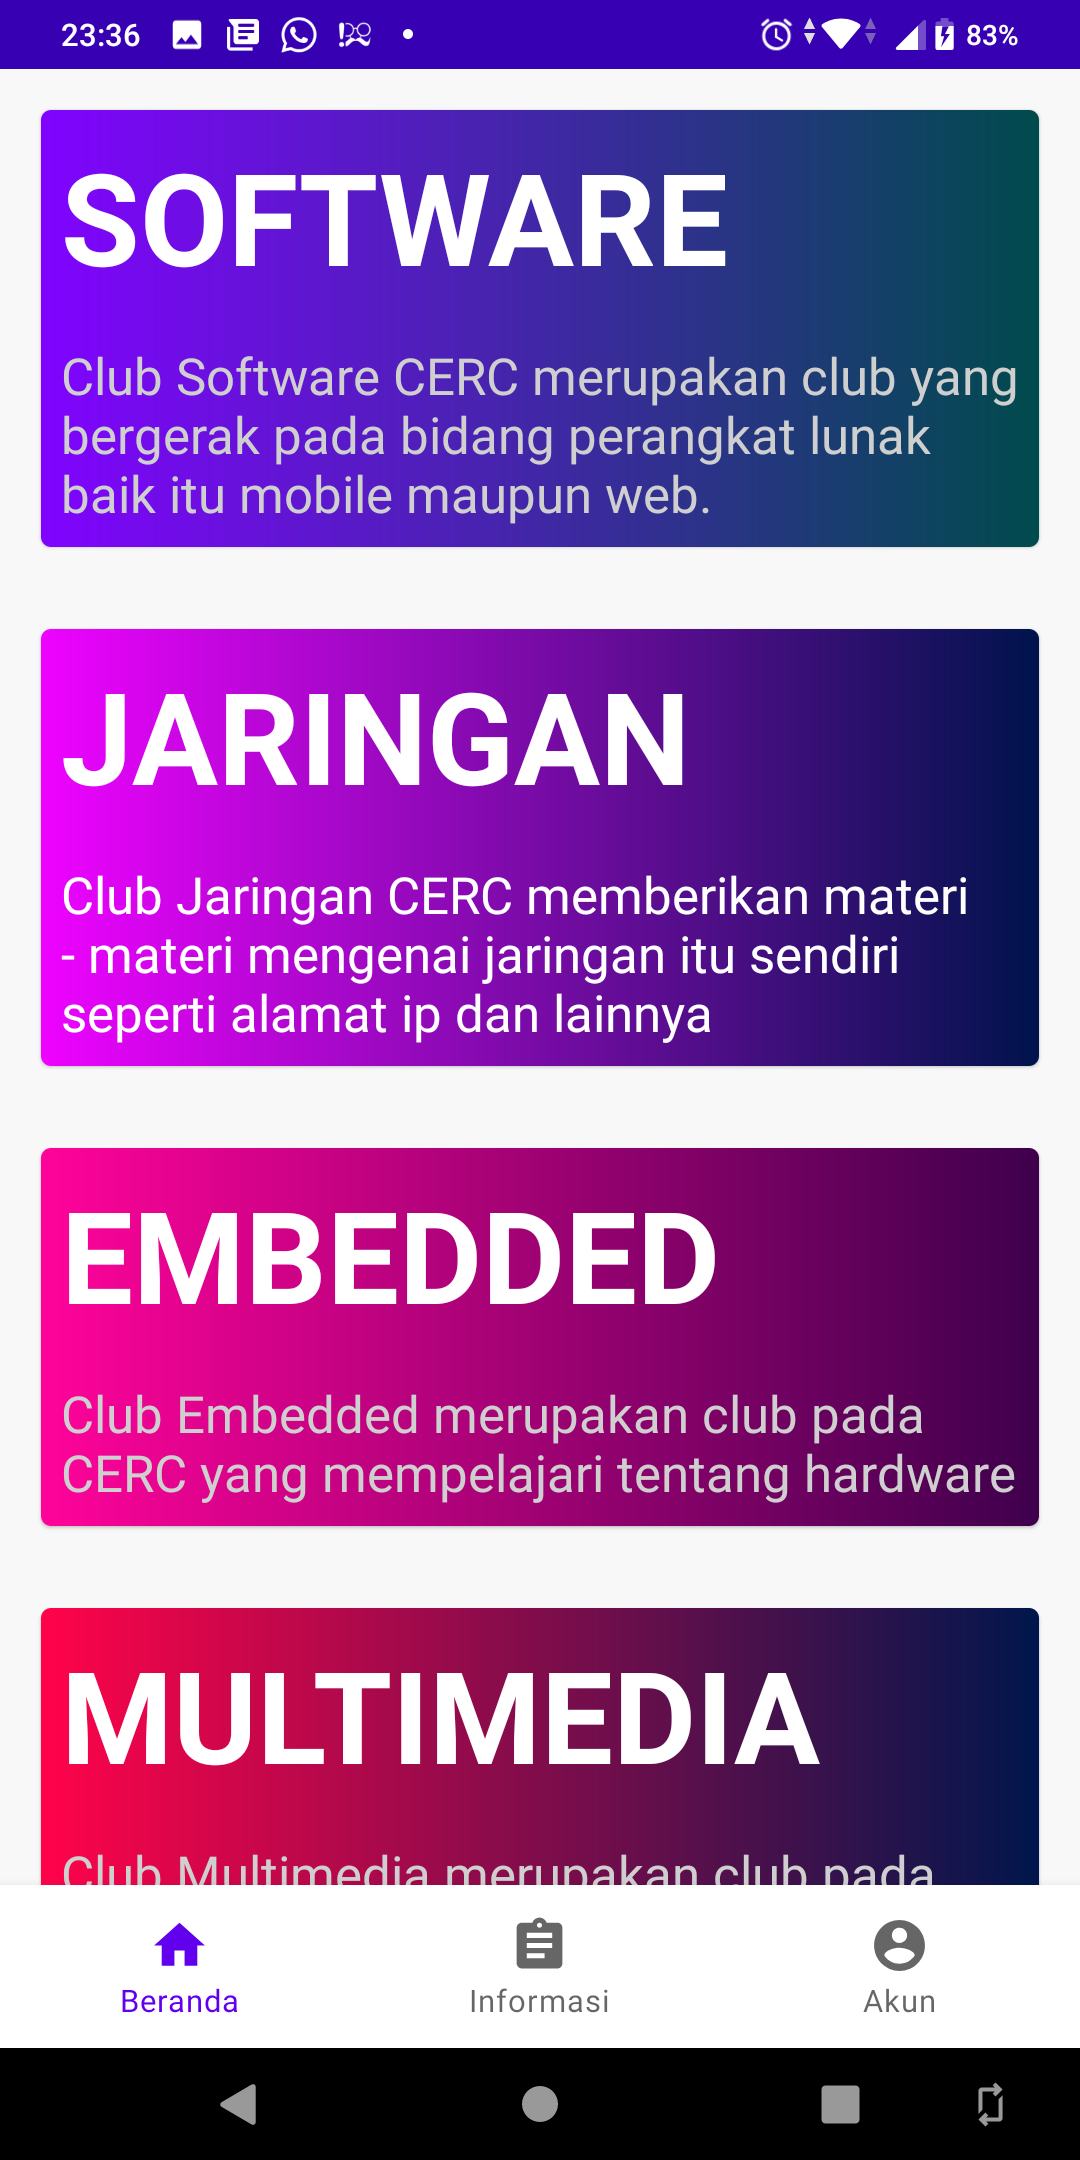 23:36
83%
SOFTWARE
Club Software CERC merupakan club yang
bergerak pada bidang perangkat lunak
baik itu mobile maupun web.
JARINGAN
Club Jaringan CERC memberikan materi
- materi mengenai jaringan itu sendiri
seperti alamat ip dan lainnya
EMBEDDED
Club Embedded merupakan club pada
CERC yang mempelajari tentang hardware
MULTIMEDIA
Club Multimedia merupakan club pada
Beranda
Informasi
Akun